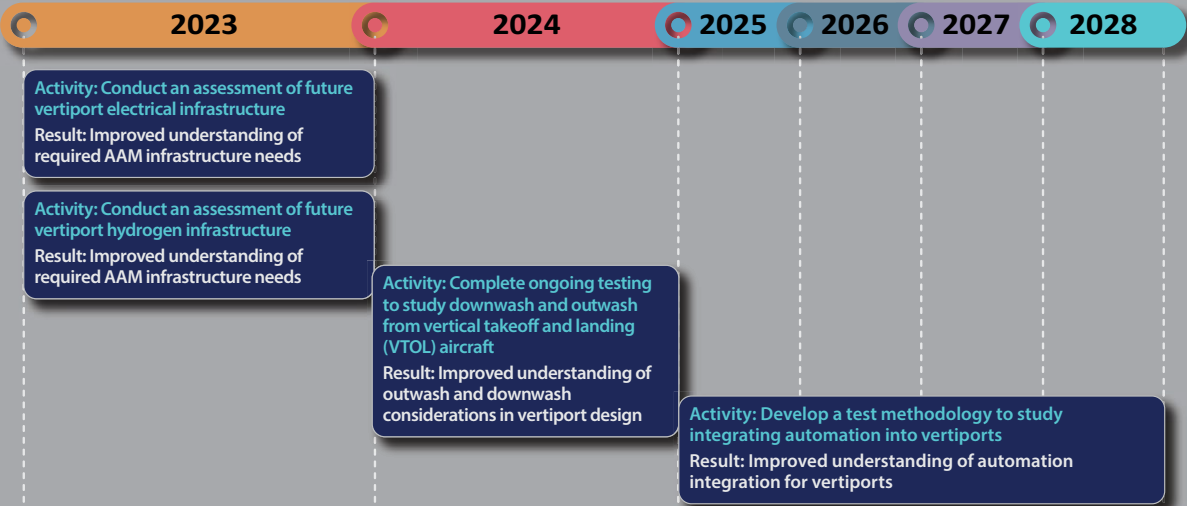 2023
2024
2025
2026
2027
2028
Activity: Conduct an assessment of future
vertiport electrical infrastructure
Result: Improved understanding of
required AAM infrastructure needs
Activity: Conduct an assessment of future
vertiport hydrogen infrastructure
Result: Improved understanding of
required AAM infrastructure needs
Activity: Complete ongoing testing
to study downwash and outwash
from vertical takeoff and landing
(VTOL) aircraft
Result: Improved understanding of
outwash and downwash
considerations in vertiport design
Activity: Develop a test methodology to study
integrating automation into vertiports
Result: Improved understanding of automation
integration for vertiports